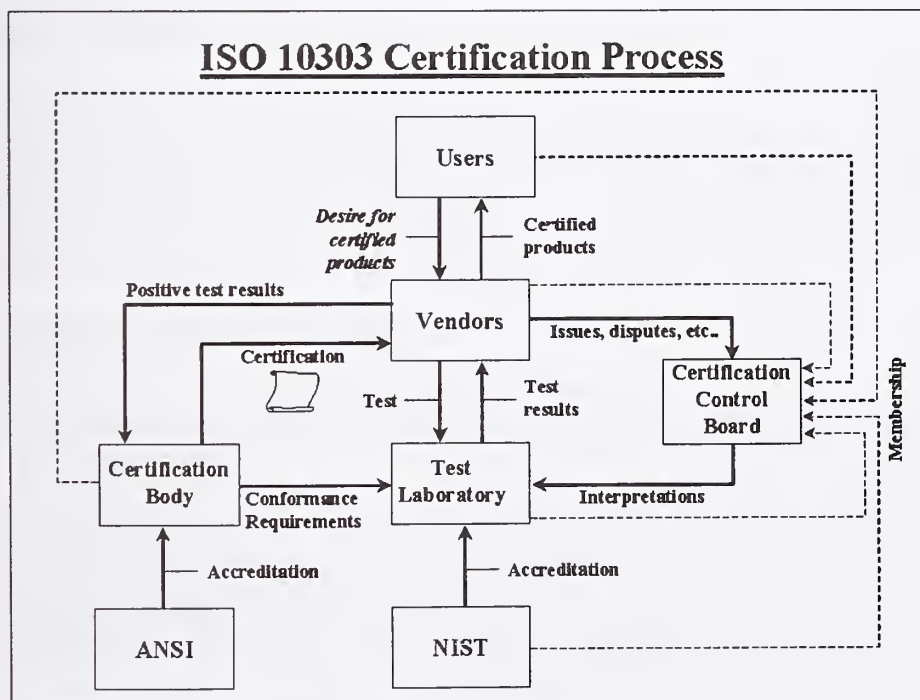 ISO 10303 Certification Process
Users
Desire for
certified
products
Certified
products
Positive test results
Vendors
Issues, disputes, etc..
Certification
Certification
Control
Board
Membership
Test
Test
results
Certification
Body
Conformance
Requirements
Test
Laboratory
Interpretations
Accreditation
Accreditation
ANSI
NIST